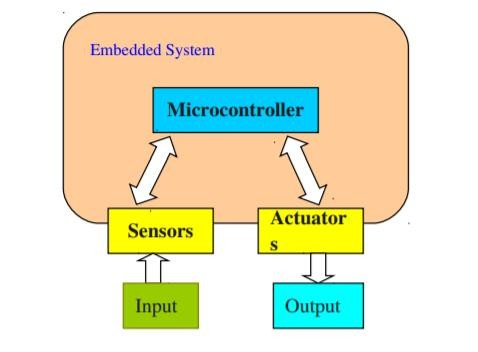 Embedded System
Microcontroller
Sensors
Actuator
s
Input
Output